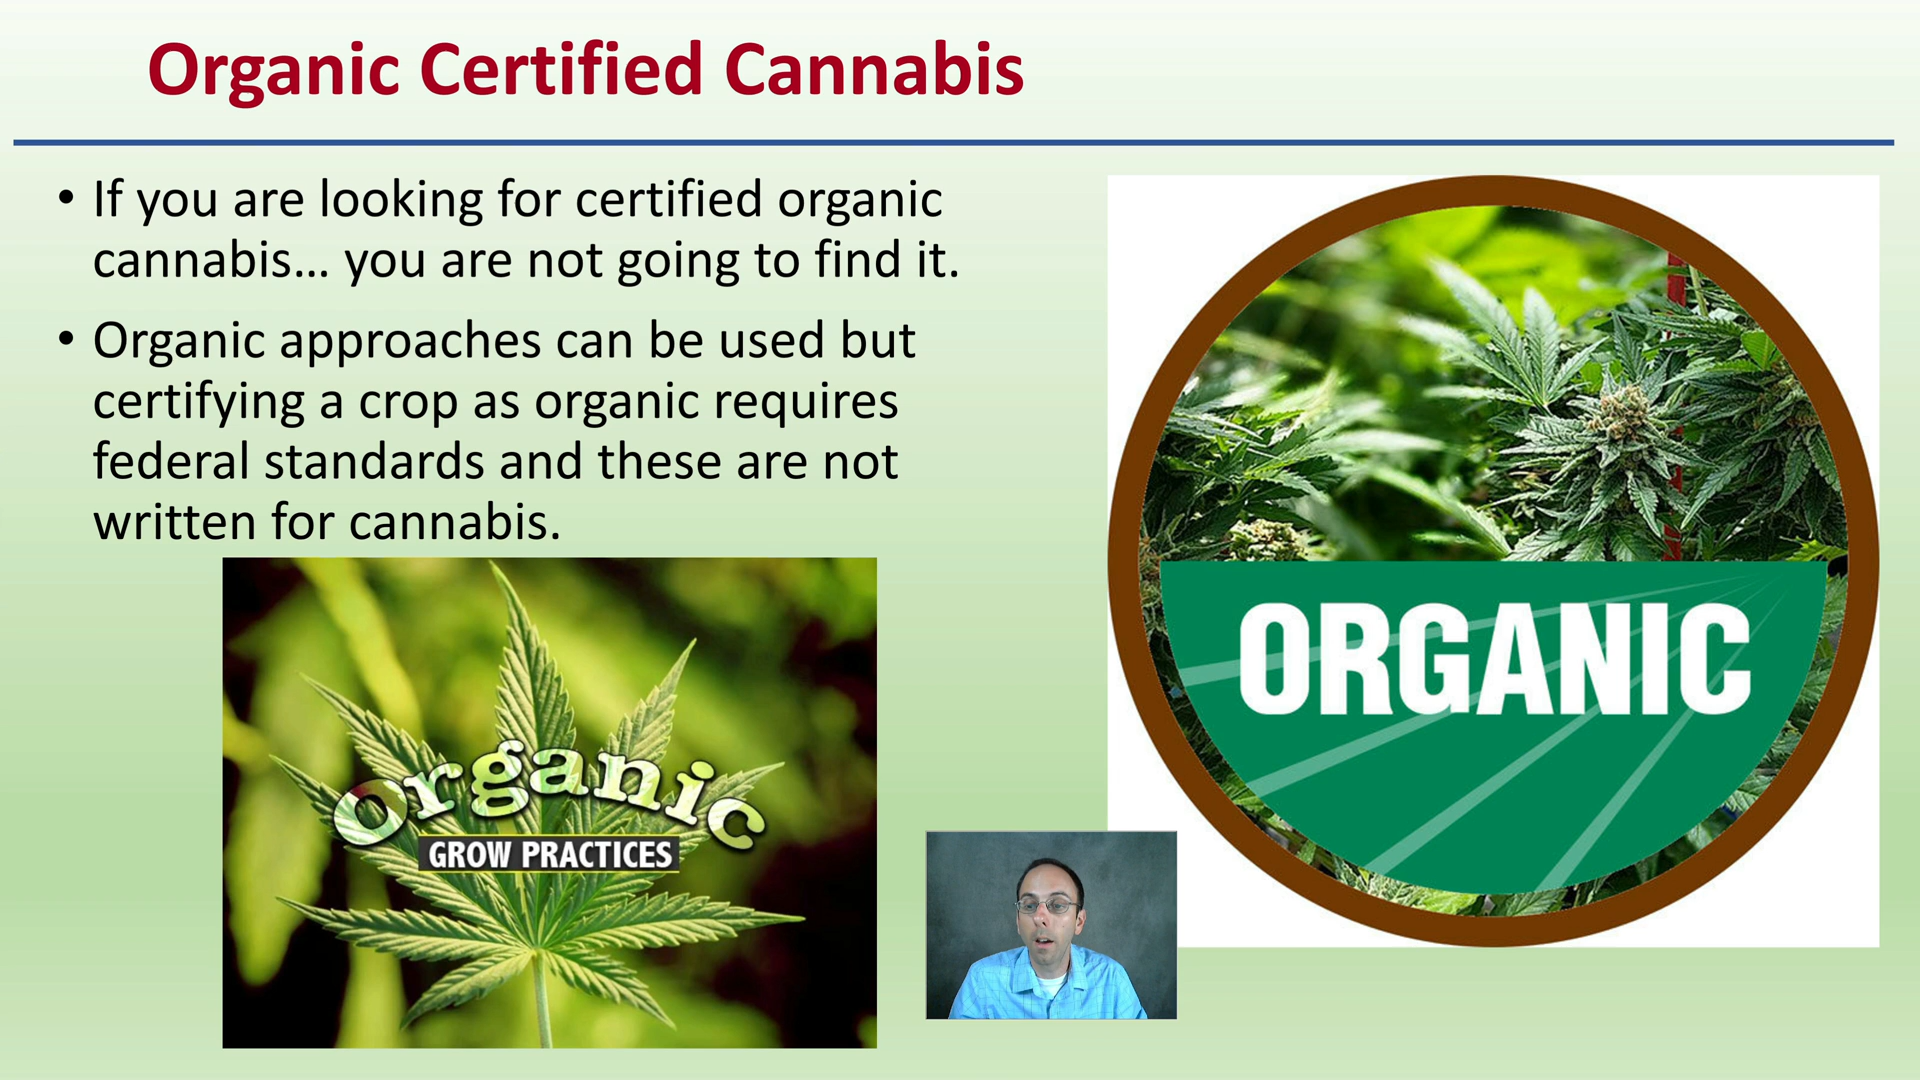 Organic Certified Cannabis
• If you are looking for certified organic
cannabis... you are not going to find it.
• Organic approaches can be used but
certifying a crop as organic requires
federal standards and these are not
written for cannabis.
Organic
GROW PRACTICES
ORGANIC